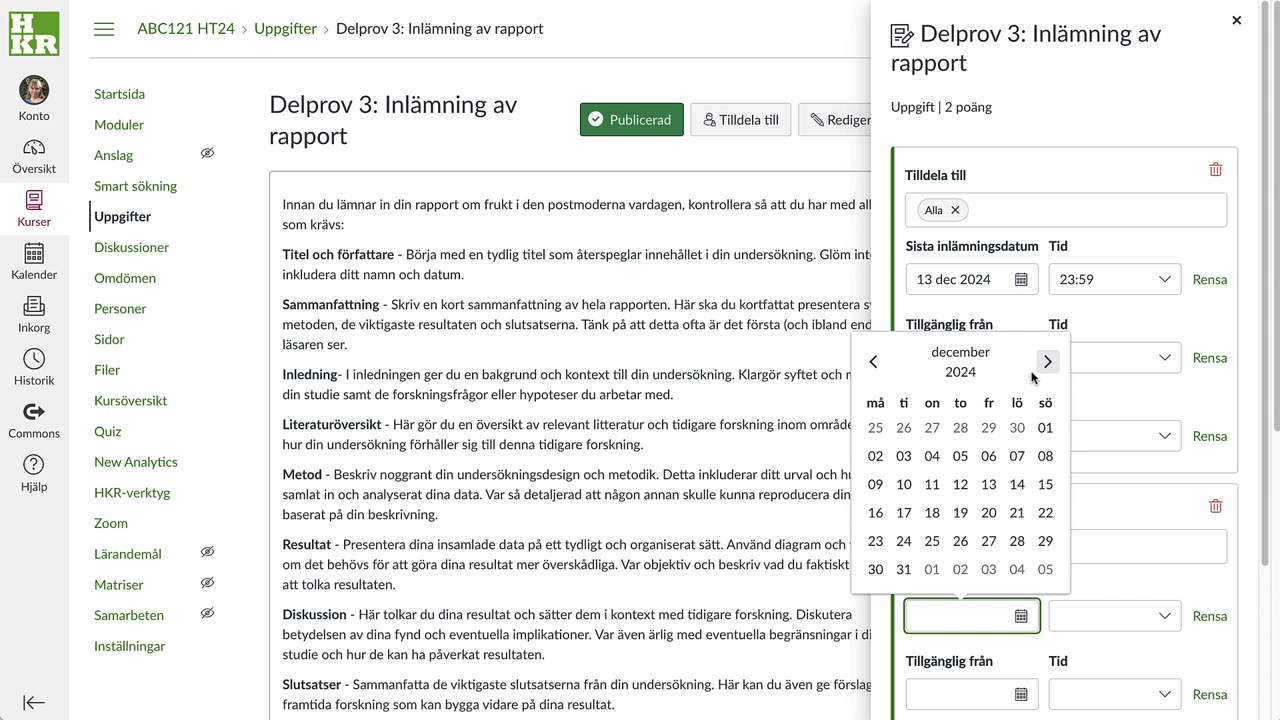 HKR
Konto
Översikt
Kurser
Kalender
Inkorg
Historik
Commons
Hjälp
ABC121 HT24 › Uppgifter › Delprov 3: Inlämning av rapport
Startsida
Moduler
Anslag
Smart sökning
Uppgifter
Diskussioner
Omdömen
Personer
Sidor
Filer
Kursöversikt
Quiz
New Analytics
HKR-verktyg
Zoom
Lärandemål
Matriser
Samarbeten
Inställningar
Delprov 3: Inlämning av
rapport
Publicerad
Tilldela till
Rediger
Innan du lämnar in din rapport om frukt i den postmoderna vardagen, kontrollera så att du har med all
som krävs:
Titel och författare - Börja med en tydlig titel som återspeglar innehållet i din undersökning. Glöm int
inkludera ditt namn och datum.
Sammanfattning - Skriv en kort sammanfattning av hela rapporten. Här ska du kortfattat presentera s
metoden, de viktigaste resultaten och slutsatserna. Tänk på att detta ofta är det första (och ibland end
läsaren ser.
Inledning- I inledningen ger du en bakgrund och kontext till din undersökning. Klargör syftet och m
din studie samt de forskningsfrågor eller hypoteser du arbetar med.
Litteraturöversikt - Här gör du en översikt av relevant litteratur och tidigare forskning inom område
hur din undersökning förhåller sig till denna tidigare forskning.
Metod - Beskriv noggrant din undersökningsdesign och metodik. Detta inkluderar ditt urval och hu
samlat in och analyserat dina data. Var så detaljerad att någon annan skulle kunna reproducera din
baserat på din beskrivning.
Resultat - Presentera dina insamlade data på ett tydligt och organiserat sätt. Använd diagram och
om det behövs för att göra dina resultat mer överskådliga. Var objektiv och beskriv vad du faktiskt
att tolka resultaten.
Diskussion - Här tolkar du dina resultat och sätter dem i kontext med tidigare forskning. Diskutera
betydelsen av dina fynd och eventuella implikationer. Var även ärlig med eventuella begränsningar i di
studie och hur de kan ha påverkat resultaten.
Slutsatser - Sammanfatta de viktigaste slutsatserna från din undersökning. Här kan du även ge förslag
framtida forskning som kan bygga vidare på dina resultat.
Delprov 3: Inlämning av
rapport
Uppgift | 2 poäng
Tilldela till
Alla
Sista inlämningsdatum Tid
13 dec 2024 23:59 Rensa
Tillgänglig från Tid
Rensa
december
2024
må ti on to fr lö sö
25 26 27 28 29 30 01
02 03 04 05 06 07 08
09 10 11 12 13 14 15
16 17 18 19 20 21 22
23 24 25 26 27 28 29
30 31 01 02 03 04 05
Rensa
Rensa
Tillgänglig från Tid
Rensa